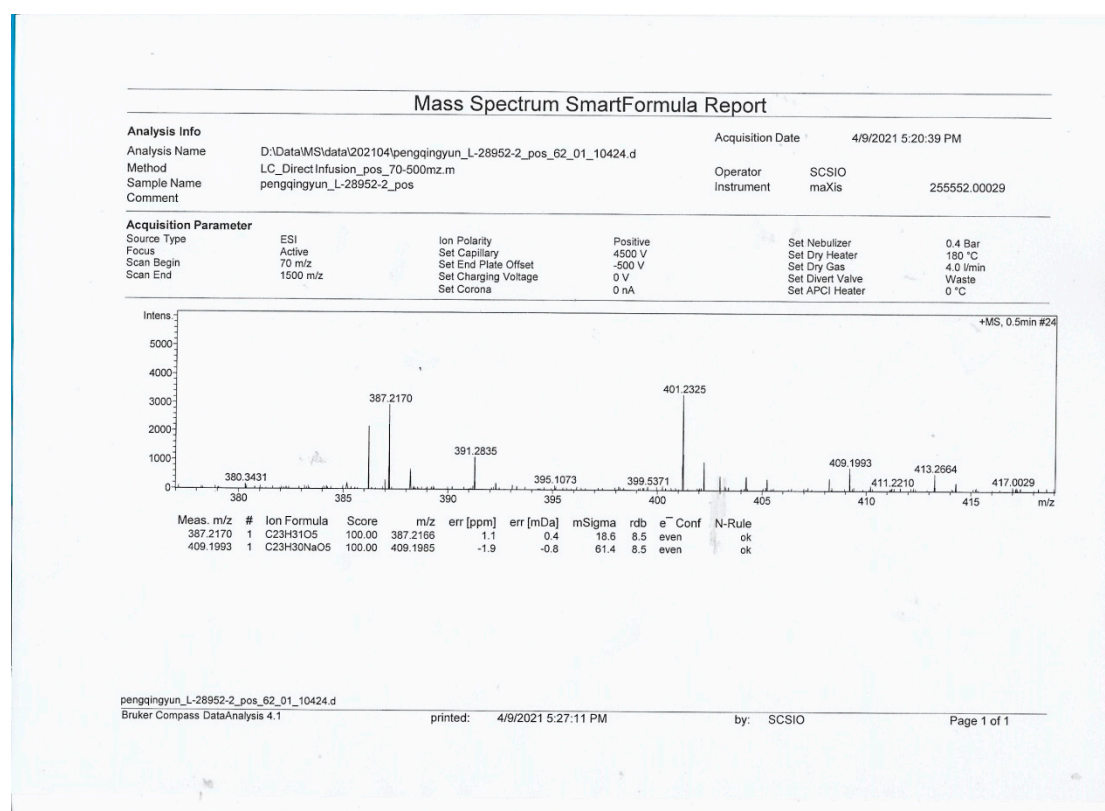 Mass Spectrum SmartFormula Report
Analysis Info
Acquisition Date 4/9/2021 5:20:39 PM
Analysis Name D:\Data\MS\data\202104\pengqingyun_L-28952-2_pos_62_01_10424.d
Method LC_Direct Infusion_pos_70-500mz.m
Operator SCSIO
Sample Name pengqingyun_L-28952-2_pos
Instrument maXis 255552.00029
Comment
Acquisition Parameter
Source Type ESI Ion Polarity Positive Set Nebulizer 0.4 Bar
Focus Active Set Capillary 4500 V Set Dry Heater 180 °C
Scan Begin 70 m/z Set End Plate Offset -500 V Set Dry Gas 4.0 l/min
Scan End 1500 m/z Set Charging Voltage 0 V Set Divert Valve Waste
Set Corona 0 nA Set APCI Heater 0 °C
Intens.
+MS, 0.5min #24
5000
4000
3000
2000
1000
0
380.3431
387.2170
391.2835
395.1073
399.5371
401.2325
409.1993
411.2210
413.2664
417.0029
380 385 390 395 400 405 410 415 m/z
Meas. m/z # Ion Formula Score m/z err [ppm] err [mDa] mSigma rdb e⁻ Conf N-Rule
387.2170 1 C23H31O5 100.00 387.2166 1.1 0.4 18.6 8.5 even ok
409.1993 1 C23H30NaO5 100.00 409.1985 -1.9 -0.8 61.4 8.5 even ok
pengqingyun_L-28952-2_pos_62_01_10424.d
Bruker Compass DataAnalysis 4.1 printed: 4/9/2021 5:27:11 PM by: SCSIO Page 1 of 1